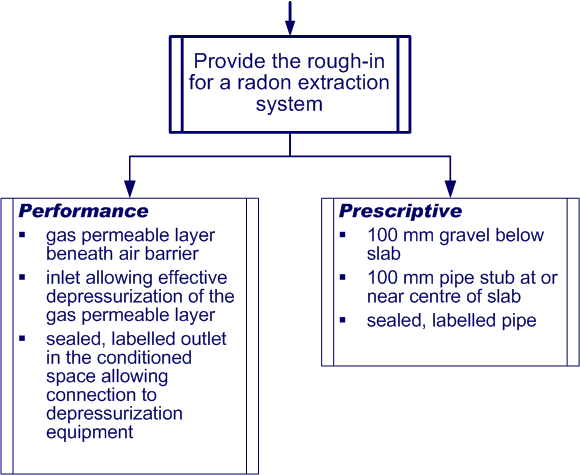 Provide the rough-in
for a radon extraction
system
Performance
▪ gas permeable layer
beneath air barrier
▪ inlet allowing effective
depressurization of the
gas permeable layer
▪ sealed, labelled outlet
in the conditioned
space allowing
connection to
depressurization
equipment
Prescriptive
▪ 100 mm gravel below
slab
▪ 100 mm pipe stub at or
near centre of slab
▪ sealed, labelled pipe